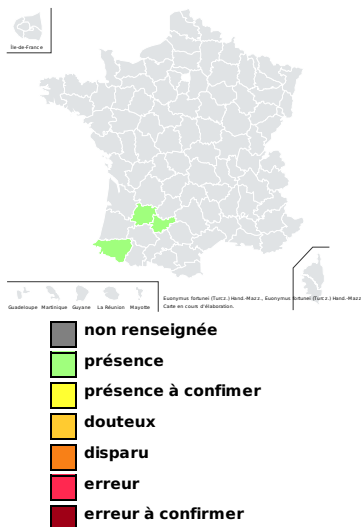 Île-de-France
Guadeloupe Martinique Guyane La Réunion Mayotte
Euonymus fortunei (Turcz.) Hand.-Mazz., Euonymus fortunei (Turcz.) Hand.-Mazz
Carte en cours d'élaboration.
non renseignée
présence
présence à confimer
douteux
disparu
erreur
erreur à confirmer